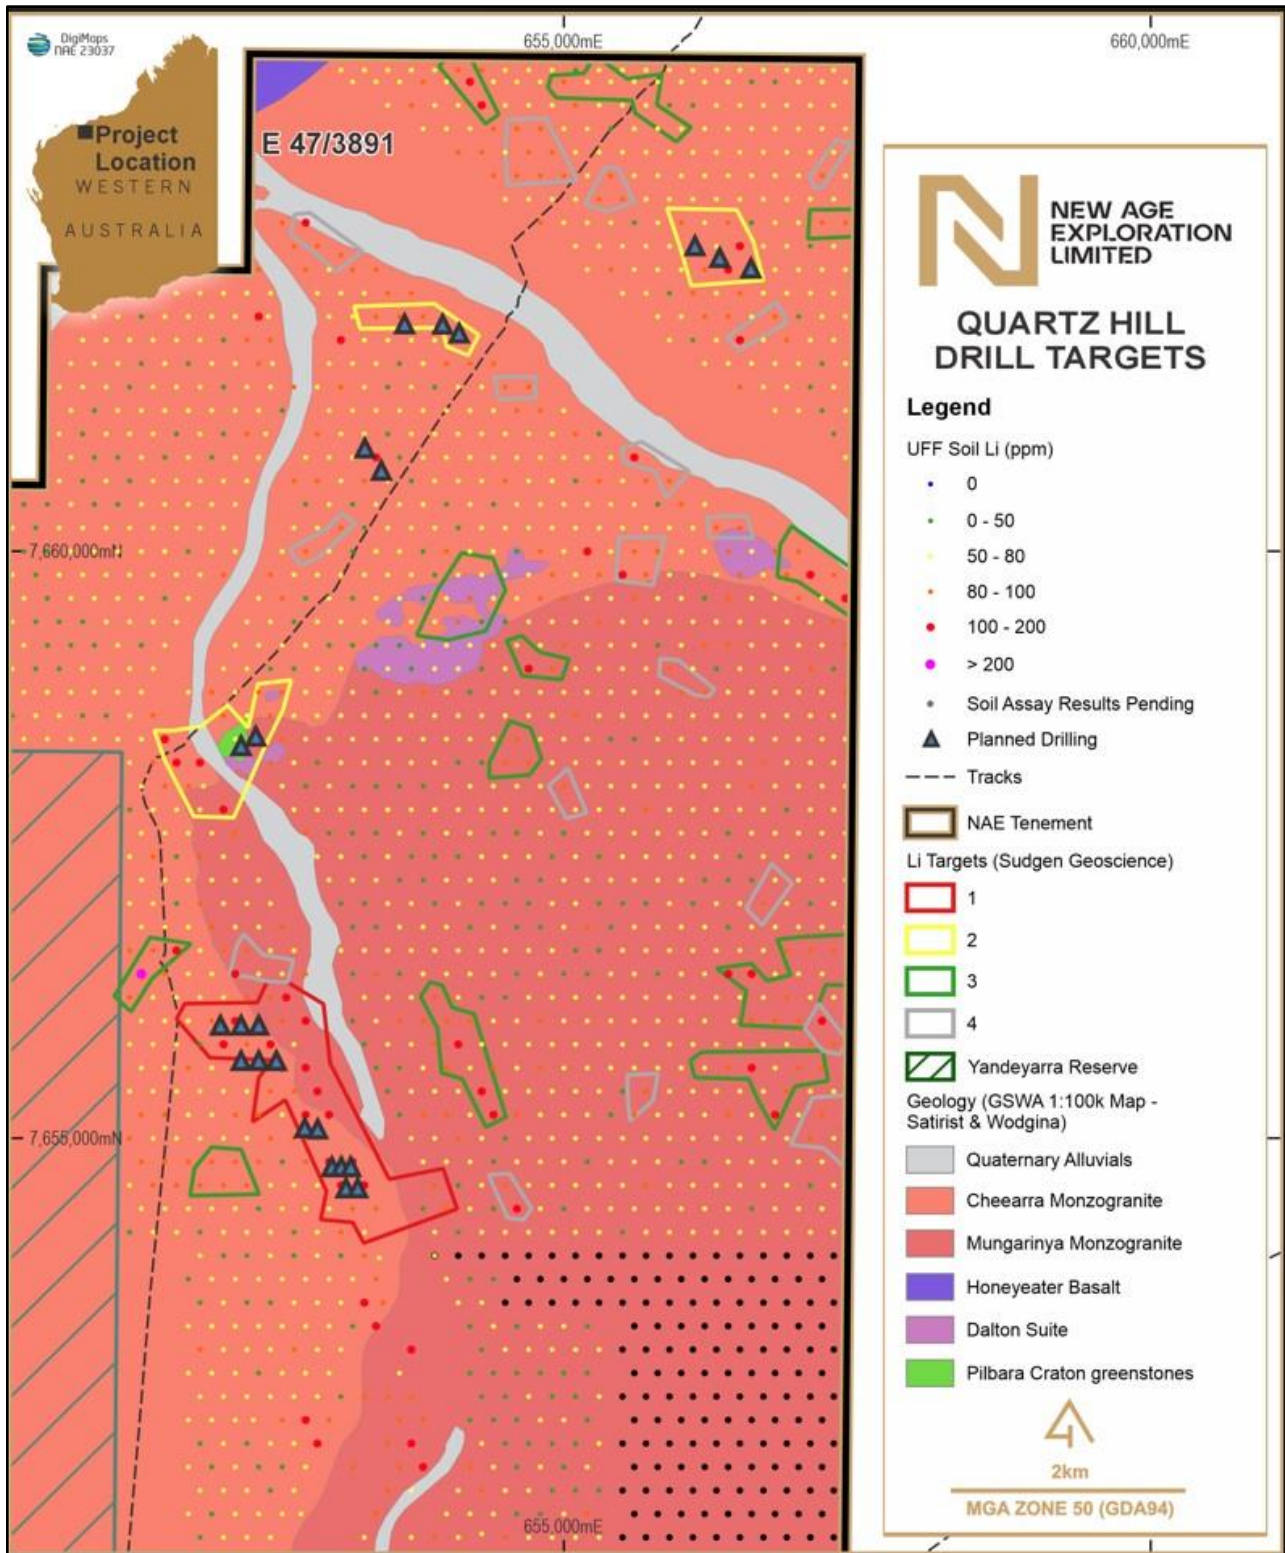 DigiMaps
NAE 23037
655,000mE
660,000mE
Project
Location
WESTERN
AUSTRALIA
E 47/3891
7,660,000mN
7,655,000mN
655,000mE
NEW AGE
EXPLORATION
LIMITED
QUARTZ HILL
DRILL TARGETS
Legend
UFF Soil Li (ppm)
0
0 - 50
50 - 80
80 - 100
100 - 200
> 200
Soil Assay Results Pending
Planned Drilling
Tracks
NAE Tenement
Li Targets (Sudgen Geoscience)
1
2
3
4
Yandeyarra Reserve
Geology (GSWA 1:100k Map -
Satirist & Wodgina)
Quaternary Alluvials
Cheearra Monzogranite
Mungarinya Monzogranite
Honeyeater Basalt
Dalton Suite
Pilbara Craton greenstones
2km
MGA ZONE 50 (GDA94)